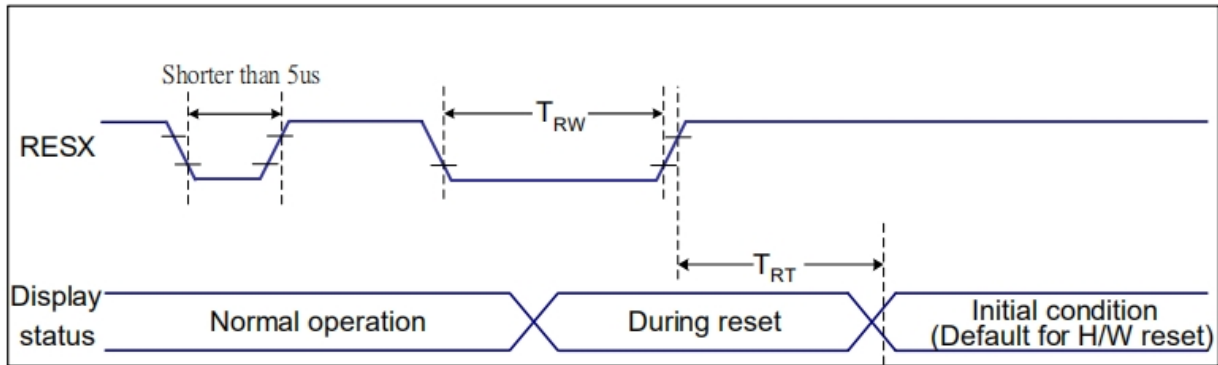 Shorter than 5us
RESX
TRW
TRT
Display
status
Normal operation
During reset
Initial condition
(Default for H/W reset)